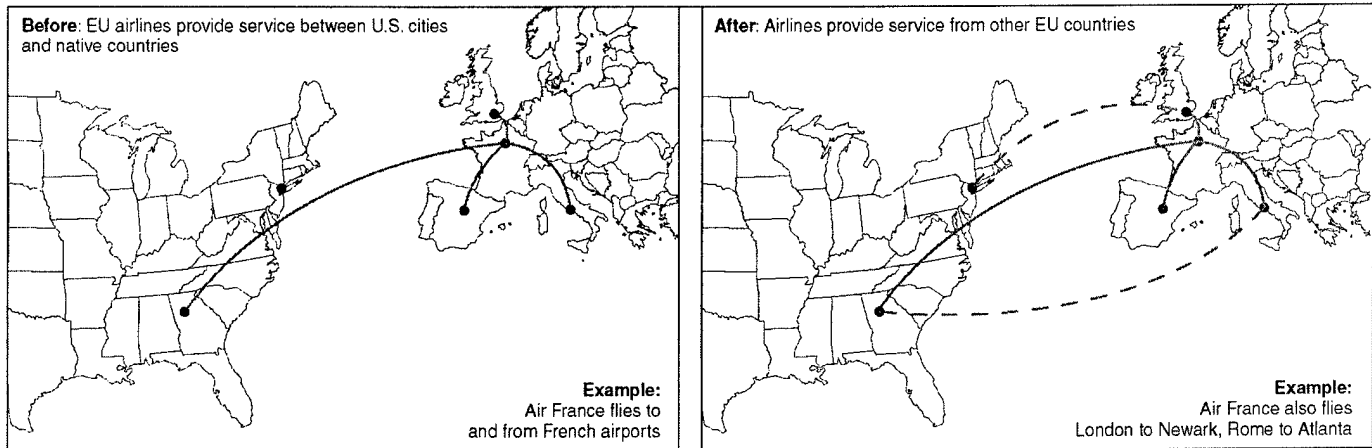 Before: EU airlines provide service between U.S. cities
and native countries
Example:
Air France flies to
and from French airports
After: Airlines provide service from other EU countries
Example:
Air France also flies
London to Newark, Rome to Atlanta